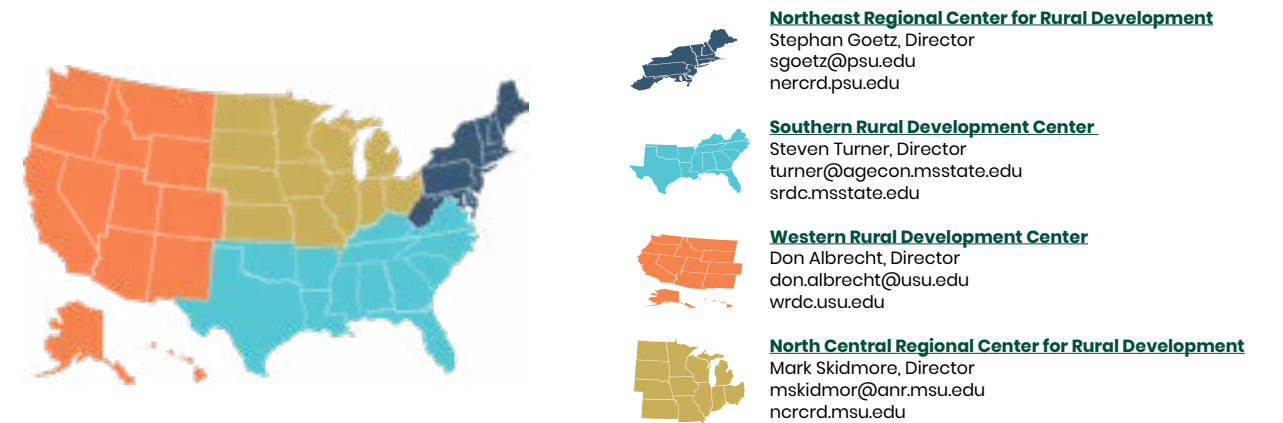 Northeast Regional Center for Rural Development
Stephan Goetz, Director
sgoetz@psu.edu
nercrd.psu.edu
Southern Rural Development Center
Steven Turner, Director
turner@agecon.msstate.edu
srdc.msstate.edu
Western Rural Development Center
Don Albrecht, Director
don.albrecht@usu.edu
wrdc.usu.edu
North Central Regional Center for Rural Development
Mark Skidmore, Director
mskidmor@anr.msu.edu
ncrcrd.msu.edu